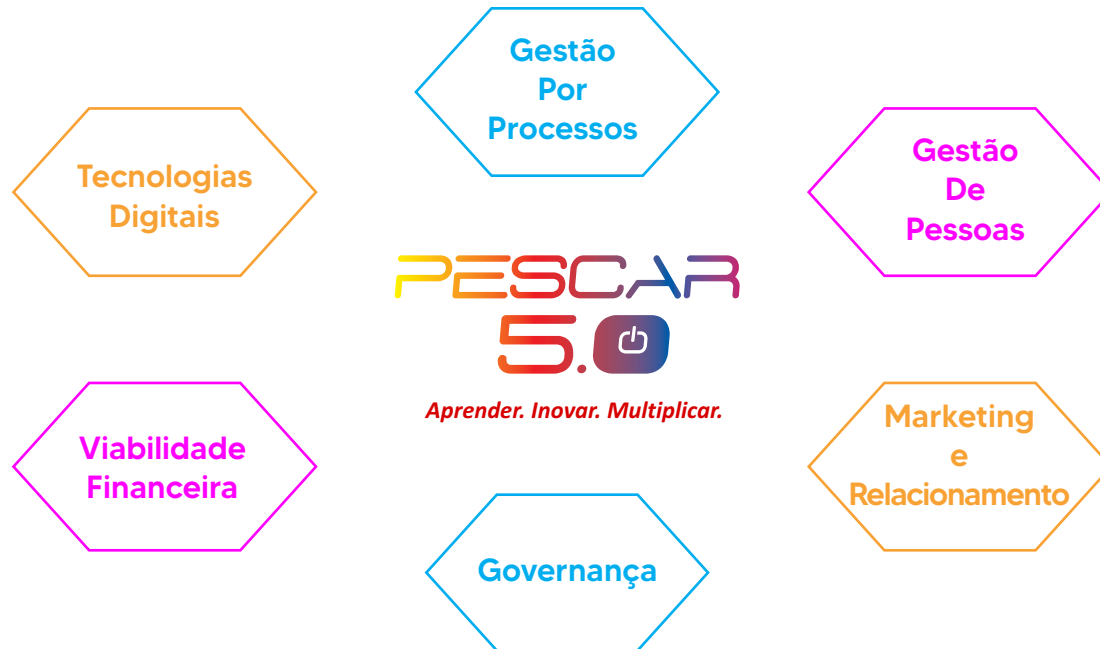 Gestão
Por
Processos
Tecnologias
Digitais
Gestão
De
Pessoas
PESCAR
5.0
Aprender. Inovar. Multiplicar.
Viabilidade
Financeira
Marketing
e
Relacionamento
Governança